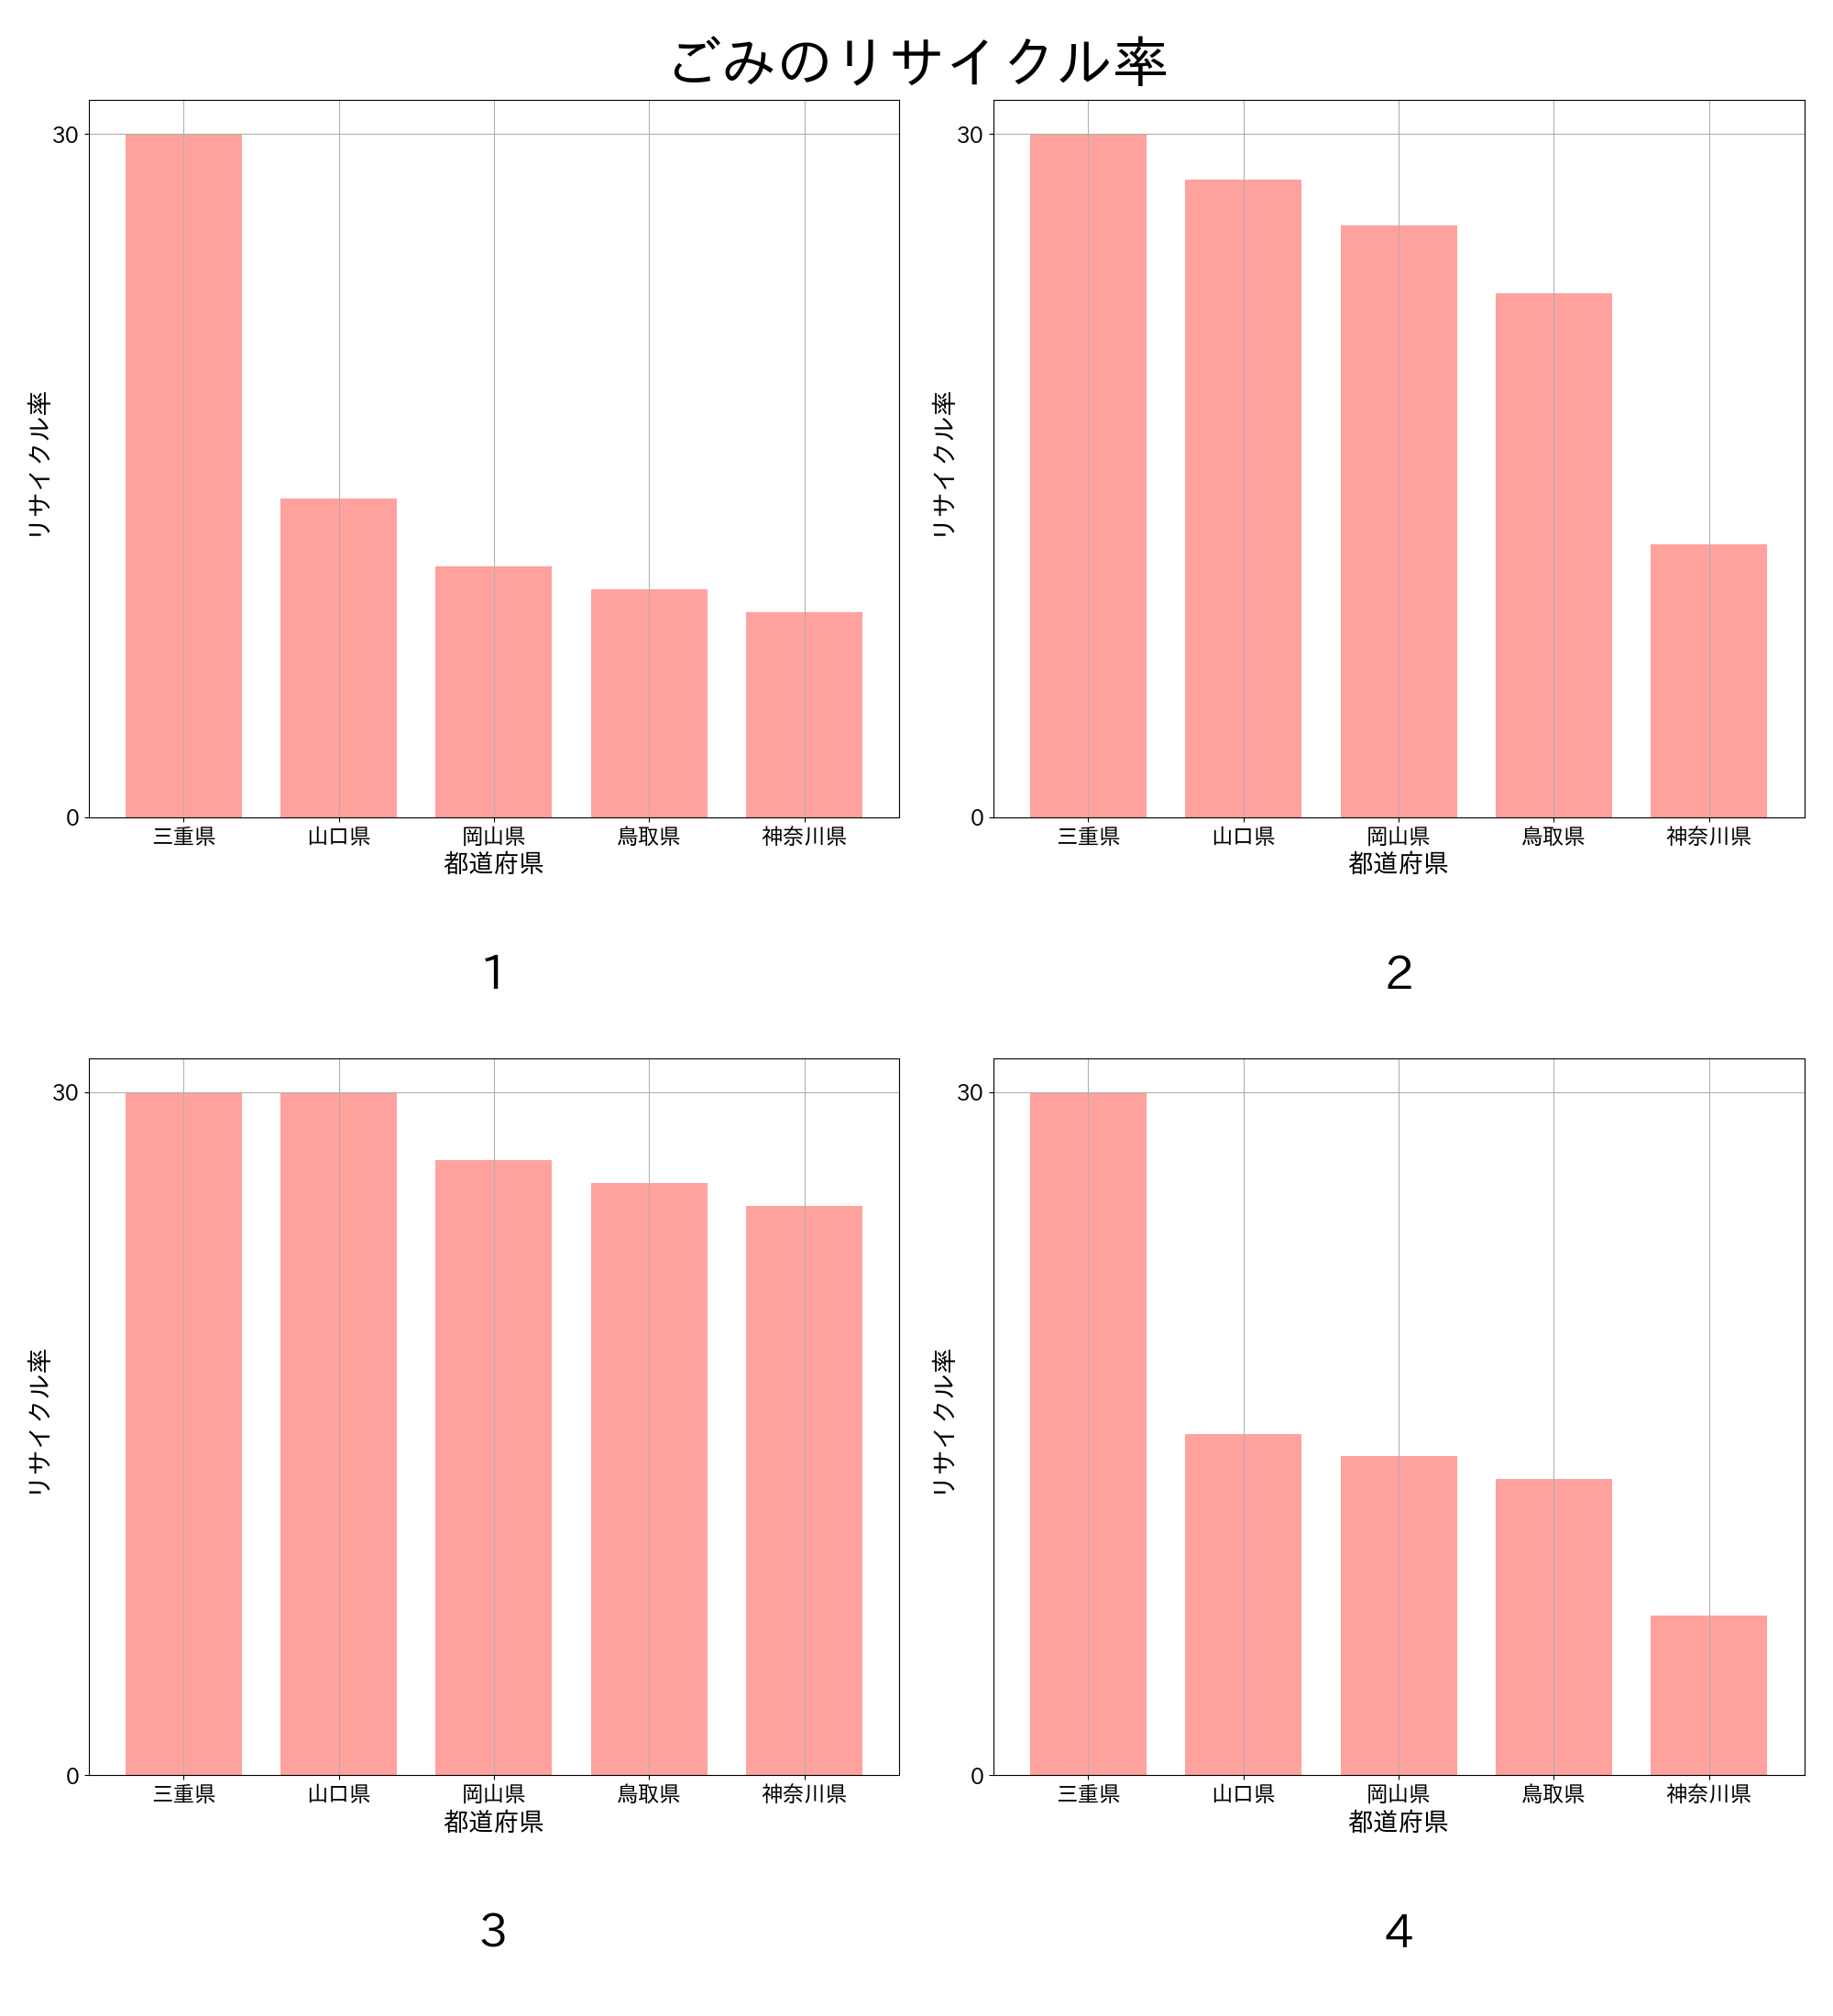 ごみのリサイクル率
30
0
リサイクル率
三重県 山口県 岡山県 鳥取県 神奈川県
都道府県
1
30
0
リサイクル率
三重県 山口県 岡山県 鳥取県 神奈川県
都道府県
2
30
0
リサイクル率
三重県 山口県 岡山県 鳥取県 神奈川県
都道府県
3
30
0
リサイクル率
三重県 山口県 岡山県 鳥取県 神奈川県
都道府県
4